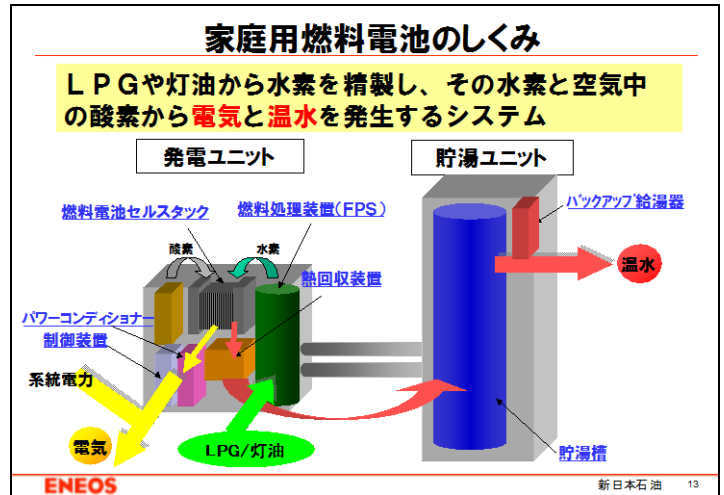 家庭用燃料電池のしくみ
LPGや灯油から水素を精製し、その水素と空気中
の酸素から電気と温水を発生するシステム
発電ユニット
貯湯ユニット
燃料電池セルスタック
燃料処理装置(FPS)
バックアップ給湯器
酸素
水素
温水
熱回収装置
パワーコンディショナー
制御装置
系統電力
電気
LPG/灯油
貯湯槽
ENEOS
新日本石油
13